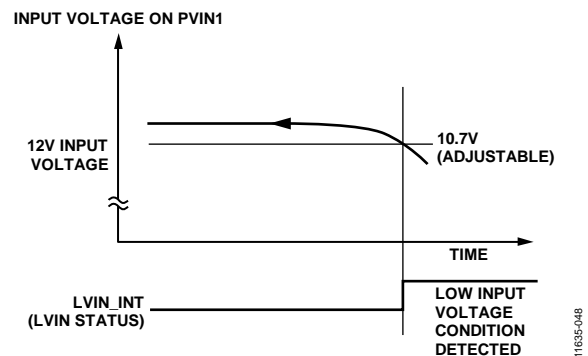 INPUT VOLTAGE ON PVIN1
12V INPUT
VOLTAGE
10.7V
(ADJUSTABLE)
TIME
LVIN_INT
(LVIN STATUS)
LOW INPUT
VOLTAGE
CONDITION
DETECTED
11635-048